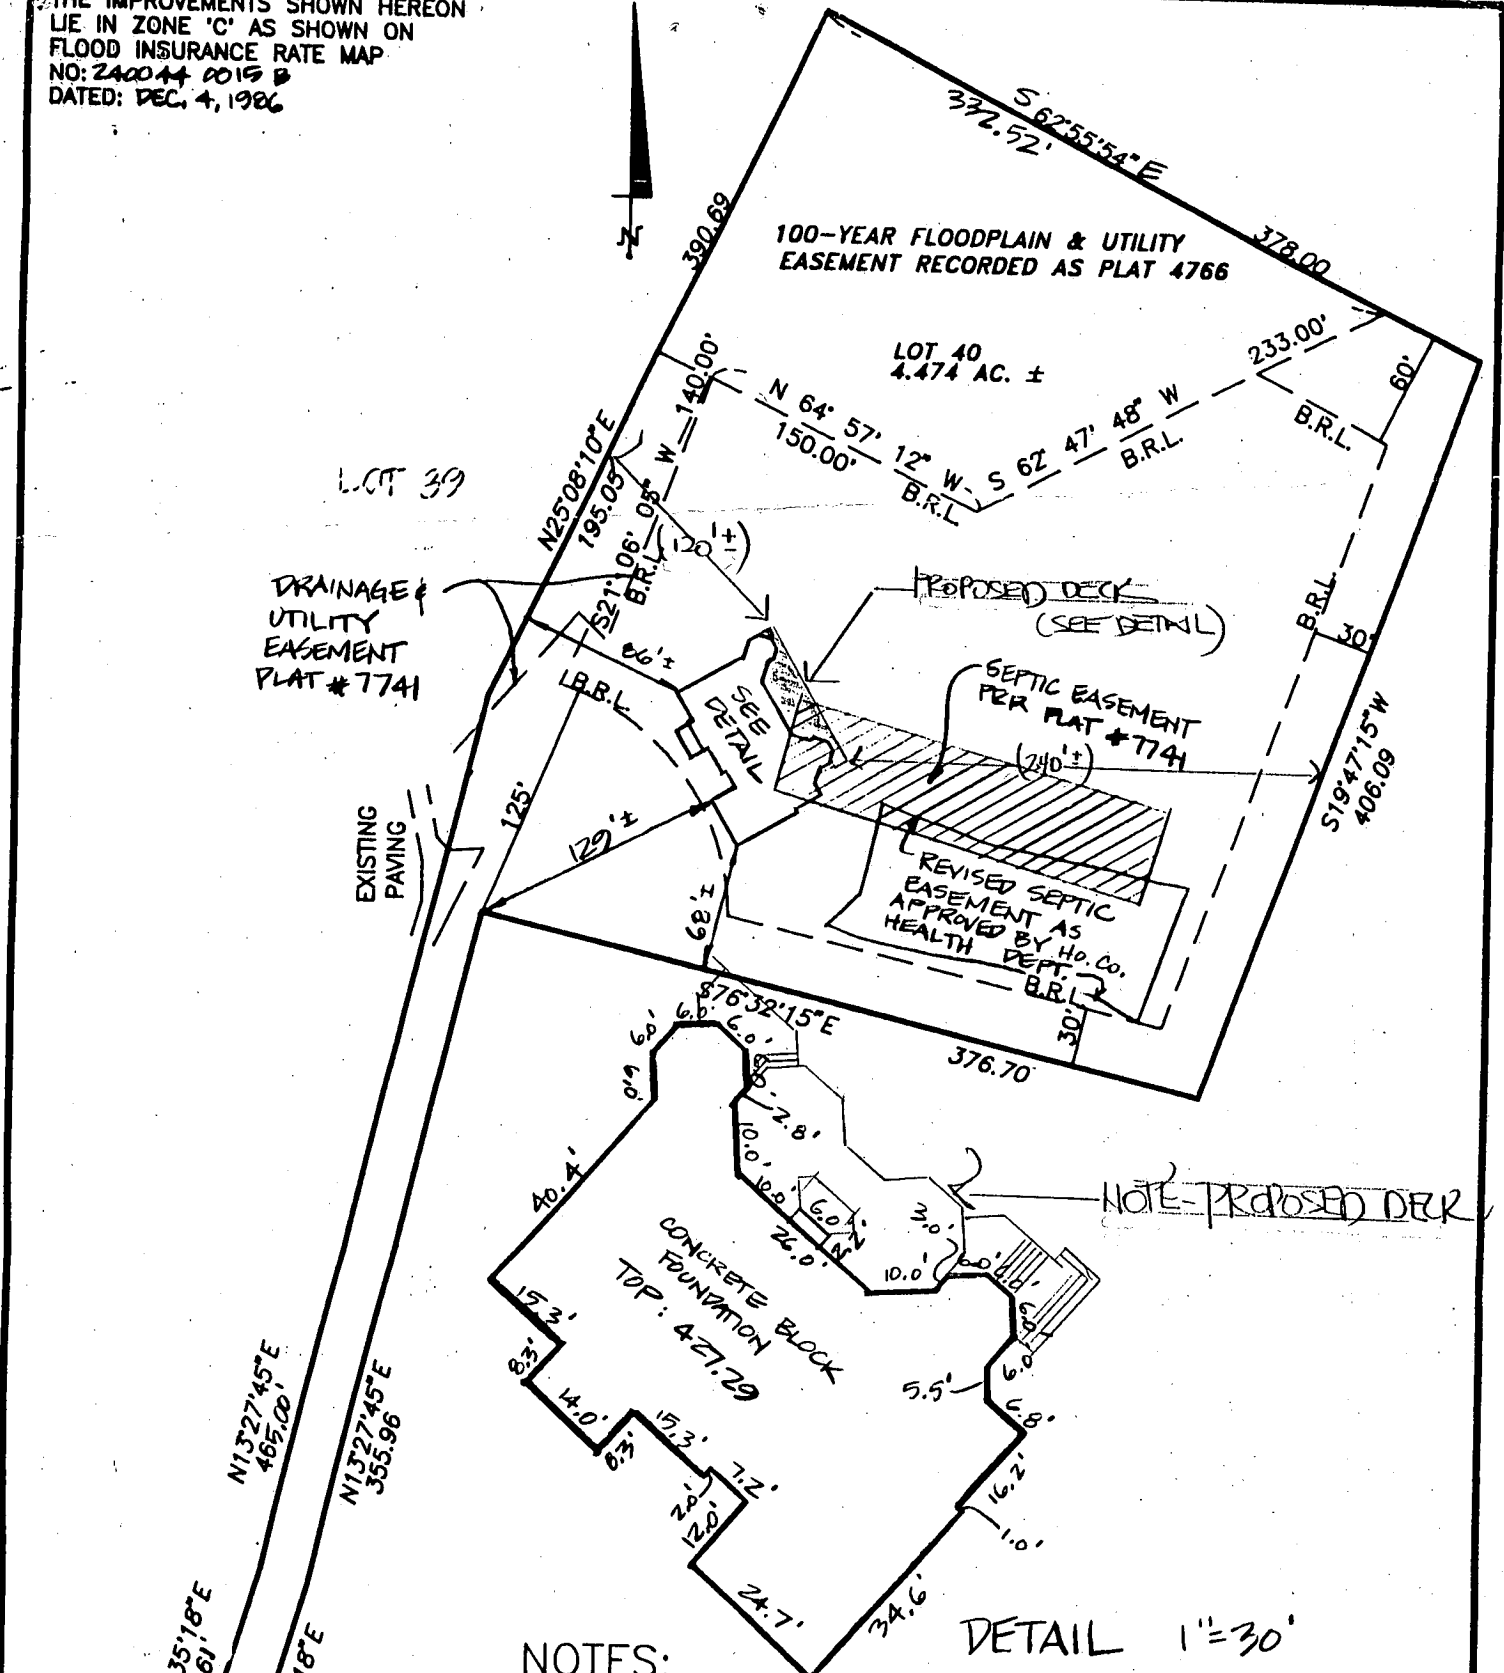 THE IMPROVEMENTS SHOWN HEREON
LIE IN ZONE 'C' AS SHOWN ON
FLOOD INSURANCE RATE MAP
NO: 240044 0015 B
DATED: DEC. 4, 1986
N
S 62°55'54" E
332.52'
378.00
390.69
100-YEAR FLOODPLAIN & UTILITY
EASEMENT RECORDED AS PLAT 4766
LOT 40
4.474 AC. ±
140.00'
N 64° 57' 12" W
150.00'
B.R.L.
S 62° 47' 48" W
233.00'
B.R.L.
60'
B.R.L.
LOT 39
N25°08'10"E
195.05'
S21°06' 05" W
B.R.L.
(120'±)
DRAINAGE &
UTILITY
EASEMENT
PLAT # 7741
PROPOSED DECK
(SEE DETAIL)
B.R.L.
30'
86'±
B.R.L.
SEE
DETAIL
SEPTIC EASEMENT
PER PLAT # 7741
(240'±)
S19°47'15"W
406.09
EXISTING
PAVING
125'
129'±
68'±
REVISED SEPTIC
EASEMENT AS
APPROVED BY HO. CO.
HEALTH DEPT.
B.R.L.
S76°32'15"E
30'
376.70
6.0'
6.0'
6.0'
6.0'
2.8'
10.0'
10.0'
6.0'
2.2'
26.0'
3.0'
10.0'
6.0'
6.0'
6.0'
6.0'
NOTE-PROPOSED DECK
40.4'
CONCRETE BLOCK
FOUNDATION
TOP: 427.29
15.3'
8.3'
14.0'
8.3'
15.3'
7.2'
2.0'
12.0'
24.7'
5.5'
6.8'
16.2'
1.0'
34.6'
N13°27'45"E
465.00'
N13°27'45"E
355.96
35'18"E
61'
18"E
NOTES:
DETAIL 1"=30'